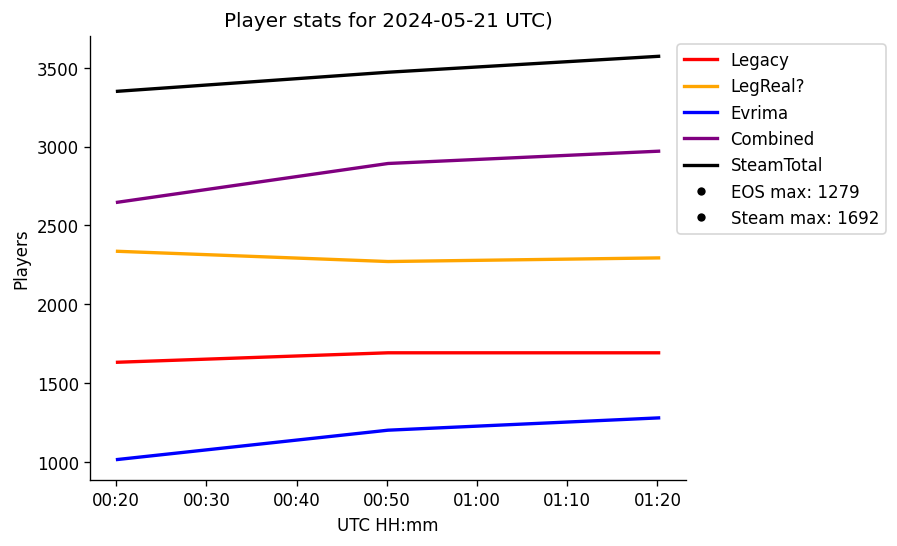 Player stats for 2024-05-21 UTC)
Legacy
LegReal?
Evrima
Combined
SteamTotal
EOS max: 1279
Steam max: 1692
Players
3500
3000
2500
2000
1500
1000
00:20 00:30 00:40 00:50 01:00 01:10 01:20
UTC HH:mm